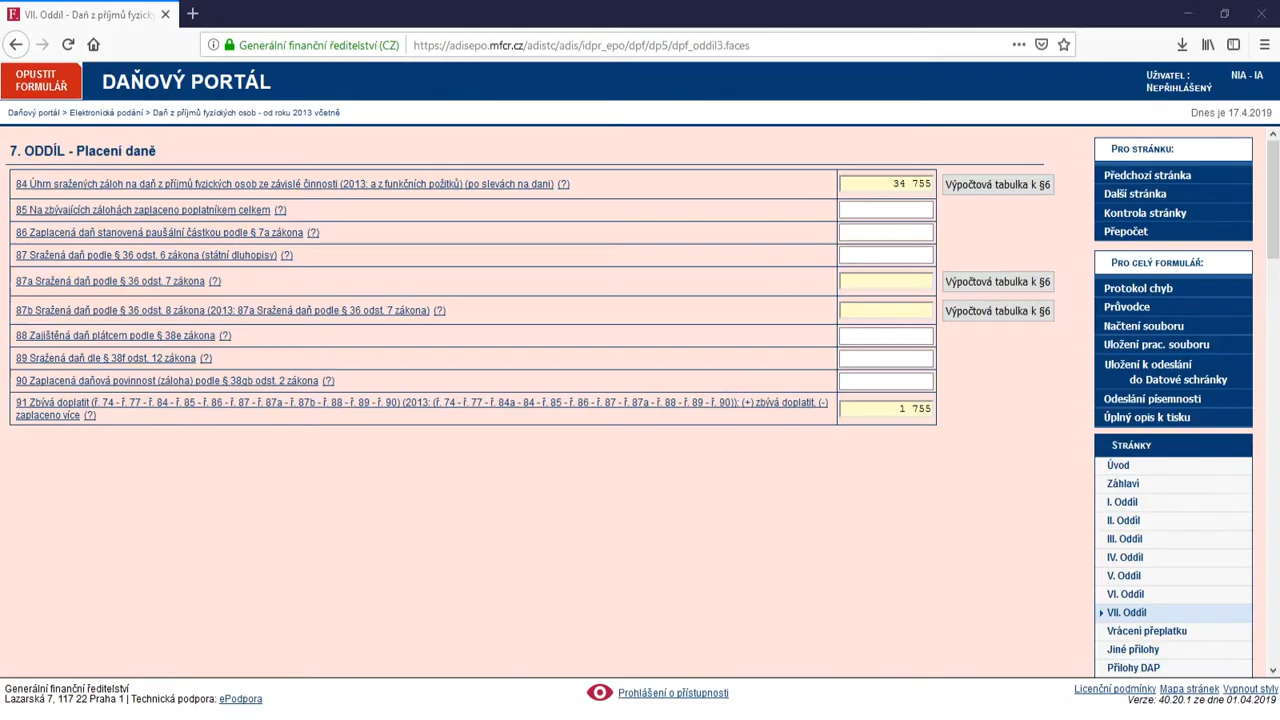 VII. Oddíl - Daň z příjmů fyzický
Generální finanční ředitelství (CZ)
https://adisepo.mfcr.cz/adistc/adis/idpr_epo/dpf/dp5/dpf_oddil3.faces
OPUSTIT
FORMULÁŘ
DAŇOVÝ PORTÁL
UŽIVATEL :
NEPŘIHLÁŠENÝ
NIA - IA
Daňový portál > Elektronická podání > Daň z příjmů fyzických osob - od roku 2013 včetně
Dnes je 17.4.2019
7. ODDÍL - Placení daně
84 Úhrn sražených záloh na daň z příjmů fyzických osob ze závislé činnosti (2013: a z funkčních požitků) (po slevách na dani) (?)
34 755
Výpočtová tabulka k §6
85 Na zbývajících zálohách zaplaceno poplatníkem celkem (?)
86 Zaplacená daň stanovená paušální částkou podle § 7a zákona (?)
87 Sražená daň podle § 36 odst. 6 zákona (státní dluhopisy) (?)
87a Sražená daň podle § 36 odst. 7 zákona (?)
Výpočtová tabulka k §6
87b Sražená daň podle § 36 odst. 8 zákona (2013: 87a Sražená daň podle § 36 odst. 7 zákona) (?)
Výpočtová tabulka k §6
88 Zajištěná daň plátcem podle § 38e zákona (?)
89 Sražená daň dle § 38f odst. 12 zákona (?)
90 Zaplacená daňová povinnost (záloha) podle § 38gb odst. 2 zákona (?)
91 Zbývá doplatit (ř. 74 - ř. 77 - ř. 84 - ř. 85 - ř. 86 - ř. 87 - ř. 87a - ř. 87b - ř. 88 - ř. 89 - ř. 90) (2013: (ř. 74 - ř. 77 - ř. 84a - 84 - ř. 85 - ř. 86 - ř. 87 - ř. 87a - ř. 88 - ř. 89 - ř. 90)): (+) zbývá doplatit, (-)
zaplaceno více (?)
1 755
PRO STRÁNKU:
Předchozí stránka
Další stránka
Kontrola stránky
Přepočet
PRO CELÝ FORMULÁŘ:
Protokol chyb
Průvodce
Načtení souboru
Uložení prac. souboru
Uložení k odeslání
do Datové schránky
Odeslání písemnosti
Úplný opis k tisku
STRÁNKY
Úvod
Záhlaví
I. Oddíl
II. Oddíl
III. Oddíl
IV. Oddíl
V. Oddíl
VI. Oddíl
VII. Oddíl
Vrácení přeplatku
Jiné přílohy
Přílohy DAP
Generální finanční ředitelství
Lazarská 7, 117 22 Praha 1 | Technická podpora: ePodpora
Prohlášení o přístupnosti
Licenční podmínky Mapa stránek Vypnout styly
Verze: 40.20.1 ze dne 01.04.2019